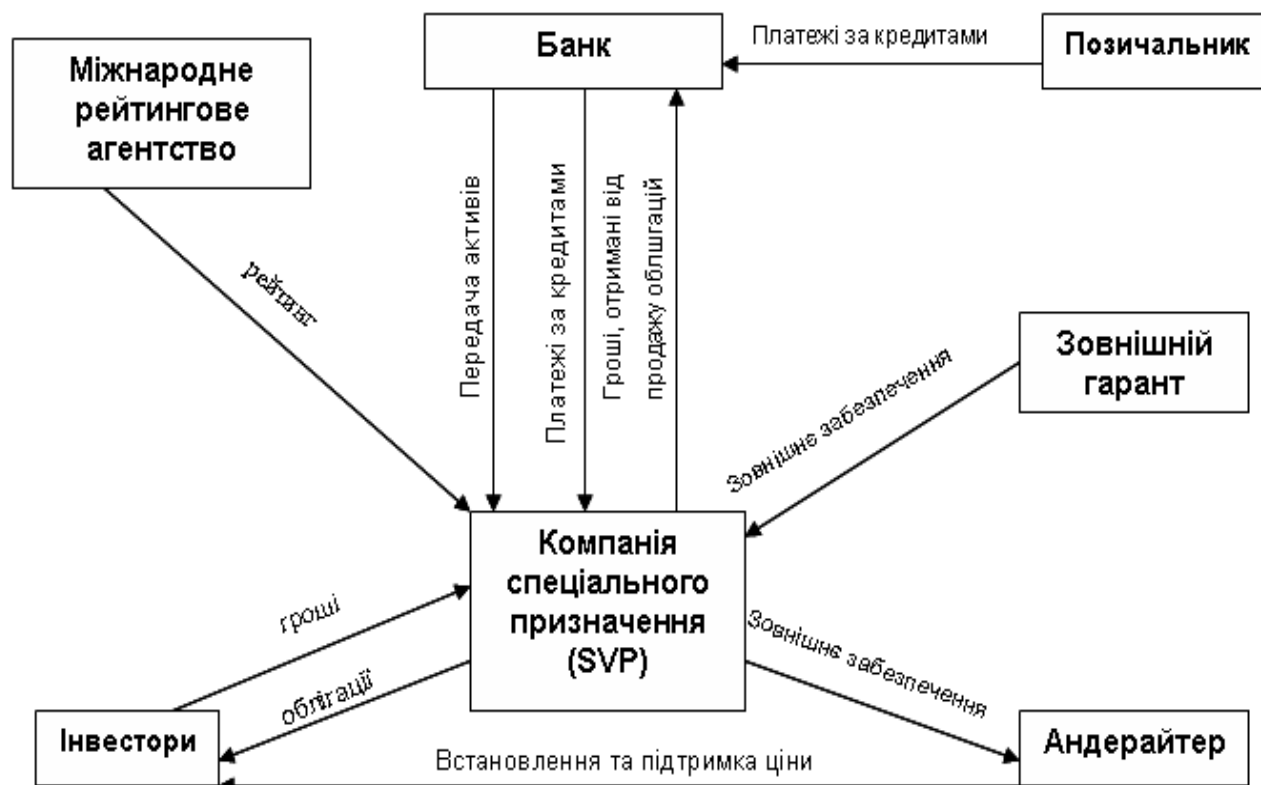 Міжнародне
рейтингове
агентство
Банк
Платежі за кредитами
Позичальник
рейтинг
Передача активів
Платежі за кредитами
Гроші, отримані від
продажу облшгацій
Зовнішній
гарант
Зовнішнє забезпечення
Компанія
спеціального
призначення
(SVP)
гроші
облігації
Зовнішнє забезпечення
Інвестори
Встановлення та підтримка ціни
Андерайтер